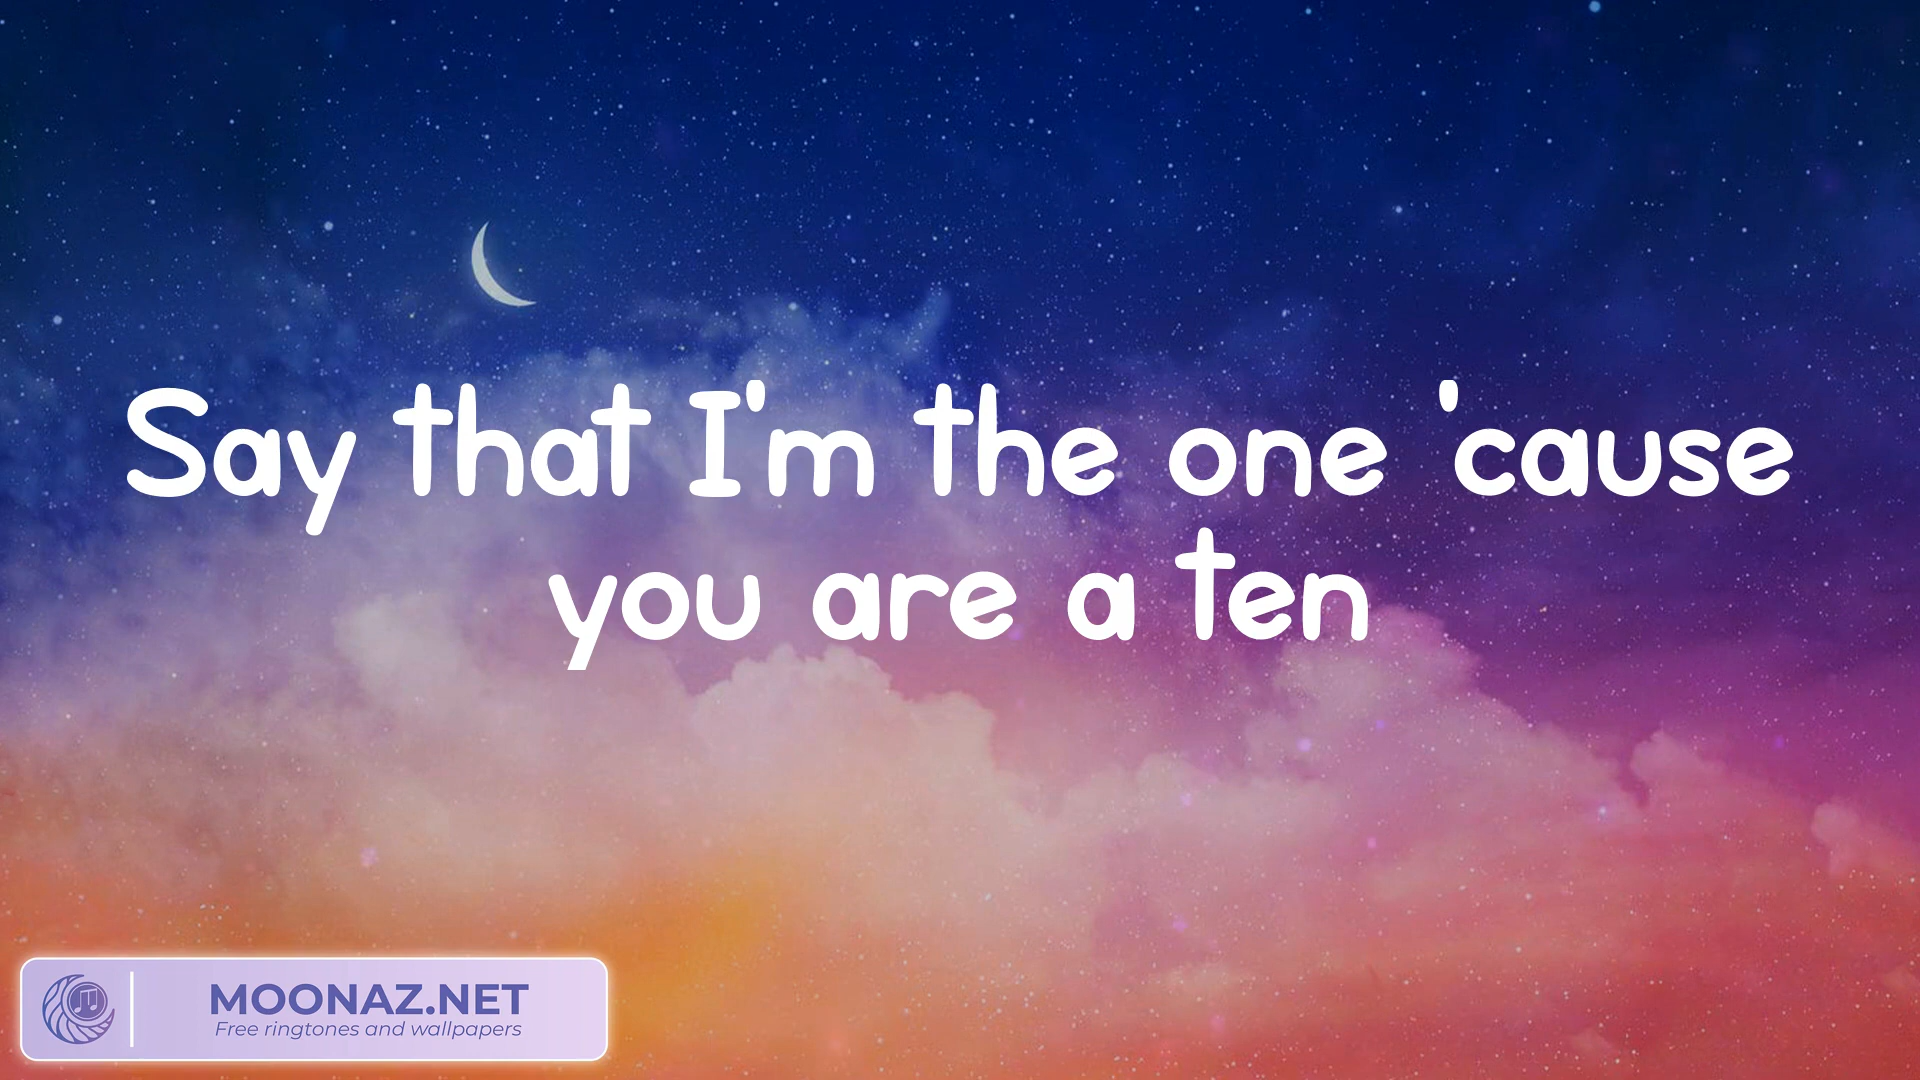 Say that I'm the one 'cause
you are a ten
MOONAZ.NET
Free ringtones and wallpapers